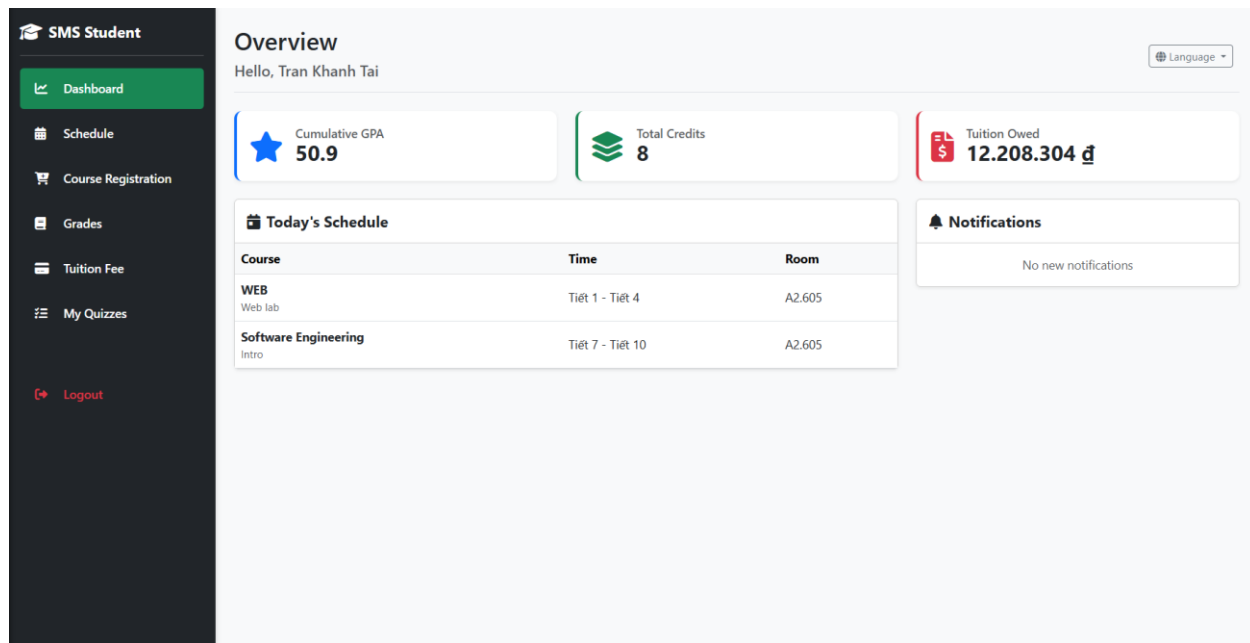 SMS Student
Dashboard
Schedule
Course Registration
Grades
Tuition Fee
My Quizzes
Logout
Overview
Hello, Tran Khanh Tai
Language
Cumulative GPA
50.9
Total Credits
8
Tuition Owed
12.208.304 ₫
Today's Schedule
Course Time Room
WEB
Web lab
Tiết 1 - Tiết 4
A2.605
Software Engineering
Intro
Tiết 7 - Tiết 10
A2.605
Notifications
No new notifications